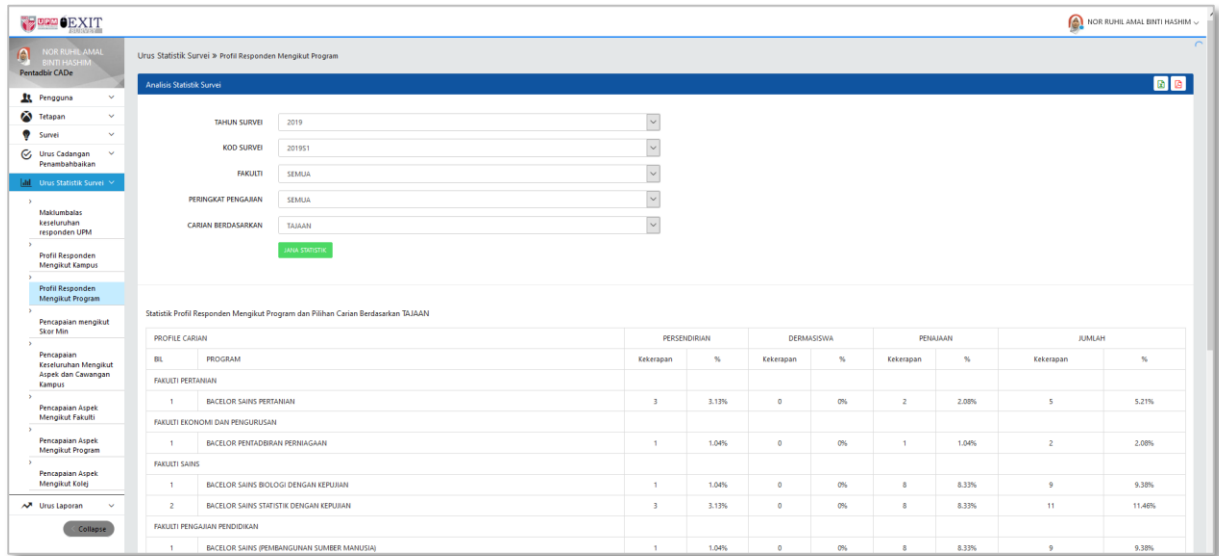 UPM EXIT
SURVEY
NOR RUHIL AMAL BINTI HASHIM
NOR RUHIL AMAL
BINTI HASHIM
Pentadbir CADe
Pengguna
Tetapan
Survei
Urus Cadangan
Penambahbaikan
Urus Statistik Survei
Maklumbalas
keseluruhan
responden UPM
Profil Responden
Mengikut Kampus
Profil Responden
Mengikut Program
Pencapaian mengikut
Skor Min
Pencapaian
Keseluruhan Mengikut
Aspek dan Cawangan
Kampus
Pencapaian Aspek
Mengikut Fakulti
Pencapaian Aspek
Mengikut Program
Pencapaian Aspek
Mengikut Kolej
Urus Laporan
Collapse
Urus Statistik Survei » Profil Responden Mengikut Program
Analisis Statistik Survei
TAHUN SURVEI 2019
KOD SURVEI 2019S1
FAKULTI SEMUA
PERINGKAT PENGAJIAN SEMUA
CARIAN BERDASARKAN TAJAAN
JANA STATISTIK
Statistik Profil Responden Mengikut Program dan Pilihan Carian Berdasarkan TAJAAN
PROFILE CARIAN PERSENDIRIAN DERMASISWA PENAJAAN JUMLAH
BIL PROGRAM Kekerapan % Kekerapan % Kekerapan % Kekerapan %
FAKULTI PERTANIAN
1 BACELOR SAINS PERTANIAN 3 3.13% 0 0% 2 2.08% 5 5.21%
FAKULTI EKONOMI DAN PENGURUSAN
1 BACELOR PENTADBIRAN PERNIAGAAN 1 1.04% 0 0% 1 1.04% 2 2.08%
FAKULTI SAINS
1 BACELOR SAINS BIOLOGI DENGAN KEPUJIAN 1 1.04% 0 0% 8 8.33% 9 9.38%
2 BACELOR SAINS STATISTIK DENGAN KEPUJIAN 3 3.13% 0 0% 8 8.33% 11 11.46%
FAKULTI PENGAJIAN PENDIDIKAN
1 BACELOR SAINS (PEMBANGUNAN SUMBER MANUSIA) 1 1.04% 0 0% 8 8.33% 9 9.38%